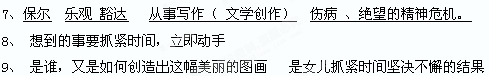 7、保尔 乐观 豁达 从事写作（ 文学创作） 伤病 、绝望的精神危机。
8、 想到的事要抓紧时间，立即动手
9、 是谁，又是如何创造出这幅美丽的图画 是女儿抓紧时间坚决不懈的结果